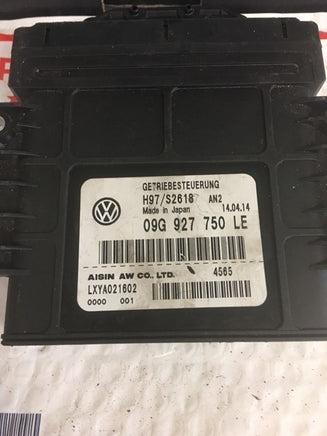 GETRIEBESTEUERUNG
H97/S2618 AN2
Made in Japan 14.04.14
09G 927 750 LE
AISIN AW CO., LTD. 4565
LXYA021602
0000 001